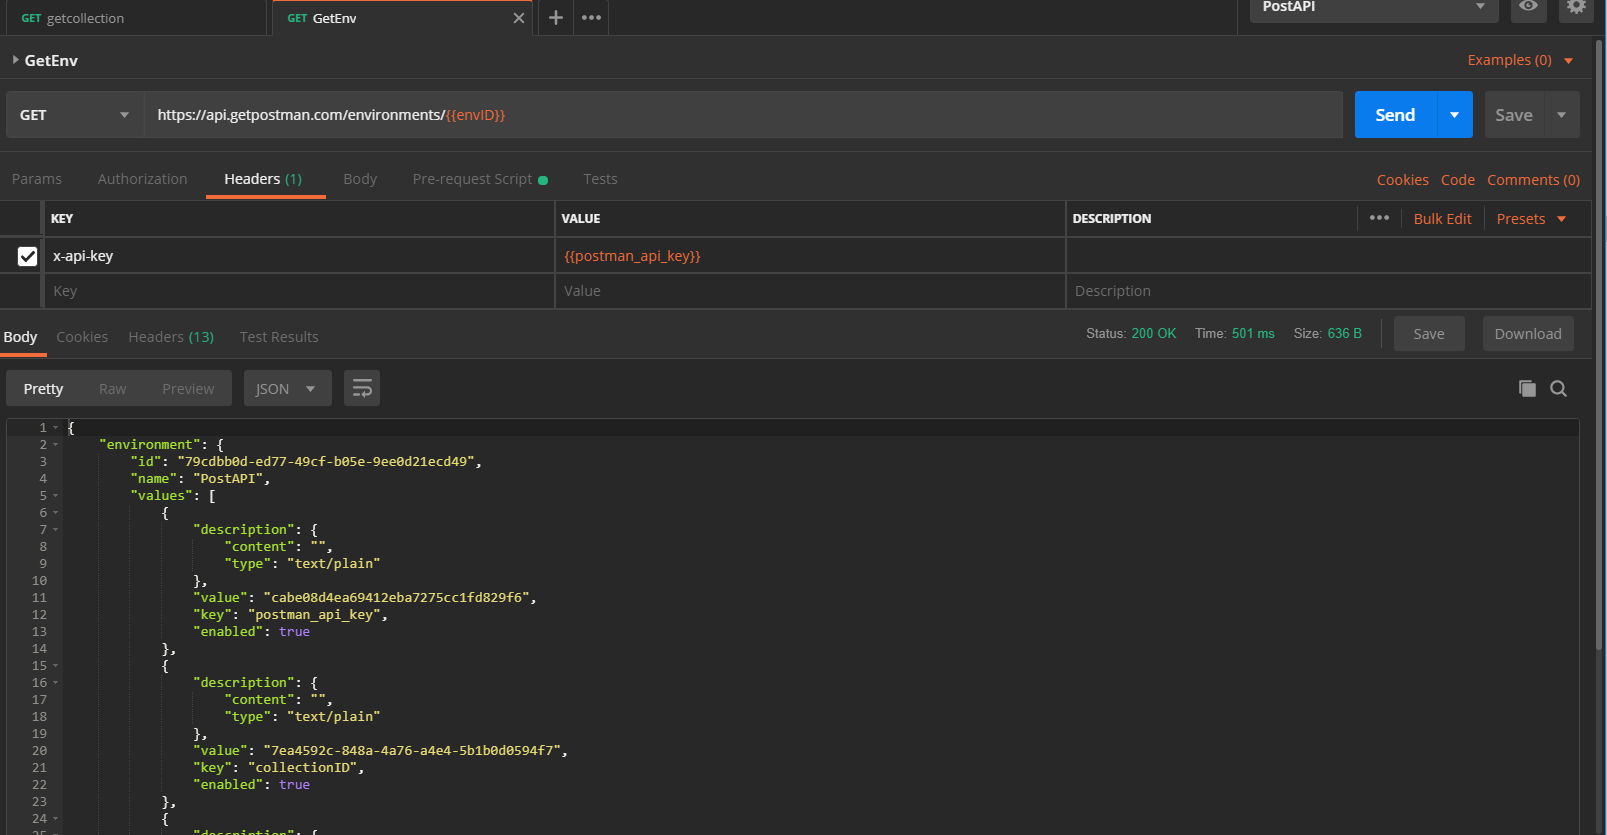 GET getcollection
GET GetEnv
PostAPI
GetEnv
Examples (0)
GET https://api.getpostman.com/environments/{{envID}}
Send
Save
Params Authorization Headers (1) Body Pre-request Script Tests
Cookies Code Comments (0)
KEY VALUE DESCRIPTION ••• Bulk Edit Presets
x-api-key {{postman_api_key}}
Key Value Description
Body Cookies Headers (13) Test Results
Status: 200 OK Time: 501 ms Size: 636 B Save Download
Pretty Raw Preview JSON
1 {
2 "environment": {
3 "id": "79cdbb0d-ed77-49cf-b05e-9ee0d21ecd49",
4 "name": "PostAPI",
5 "values": [
6 {
7 "description": {
8 "content": "",
9 "type": "text/plain"
10 },
11 "value": "cabe08d4ea69412eba7275cc1fd829f6",
12 "key": "postman_api_key",
13 "enabled": true
14 },
15 {
16 "description": {
17 "content": "",
18 "type": "text/plain"
19 },
20 "value": "7ea4592c-848a-4a76-a4e4-5b1b0d0594f7",
21 "key": "collectionID",
22 "enabled": true
23 },
24 {
25 "description": {